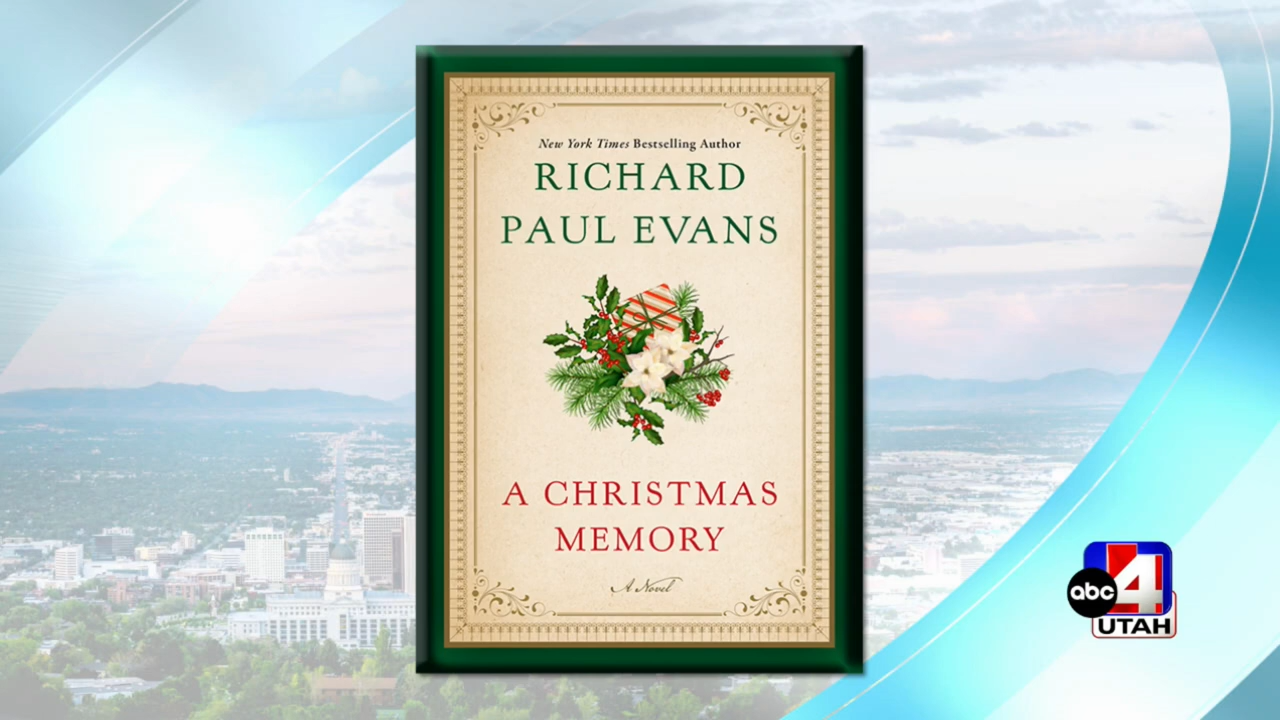 New York Times Bestselling Author
RICHARD
PAUL EVANS
A CHRISTMAS
MEMORY
A Novel
abc 4
UTAH